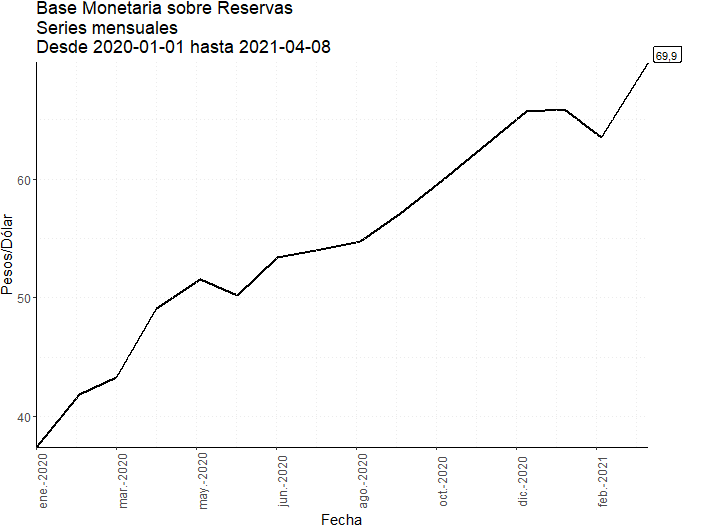 Base Monetaria sobre Reservas
Series mensuales
Desde 2020-01-01 hasta 2021-04-08
69,9
60
50
40
Pesos/Dólar
ene.-2020
mar.-2020
may.-2020
jun.-2020
ago.-2020
oct.-2020
dic.-2020
feb.-2021
Fecha